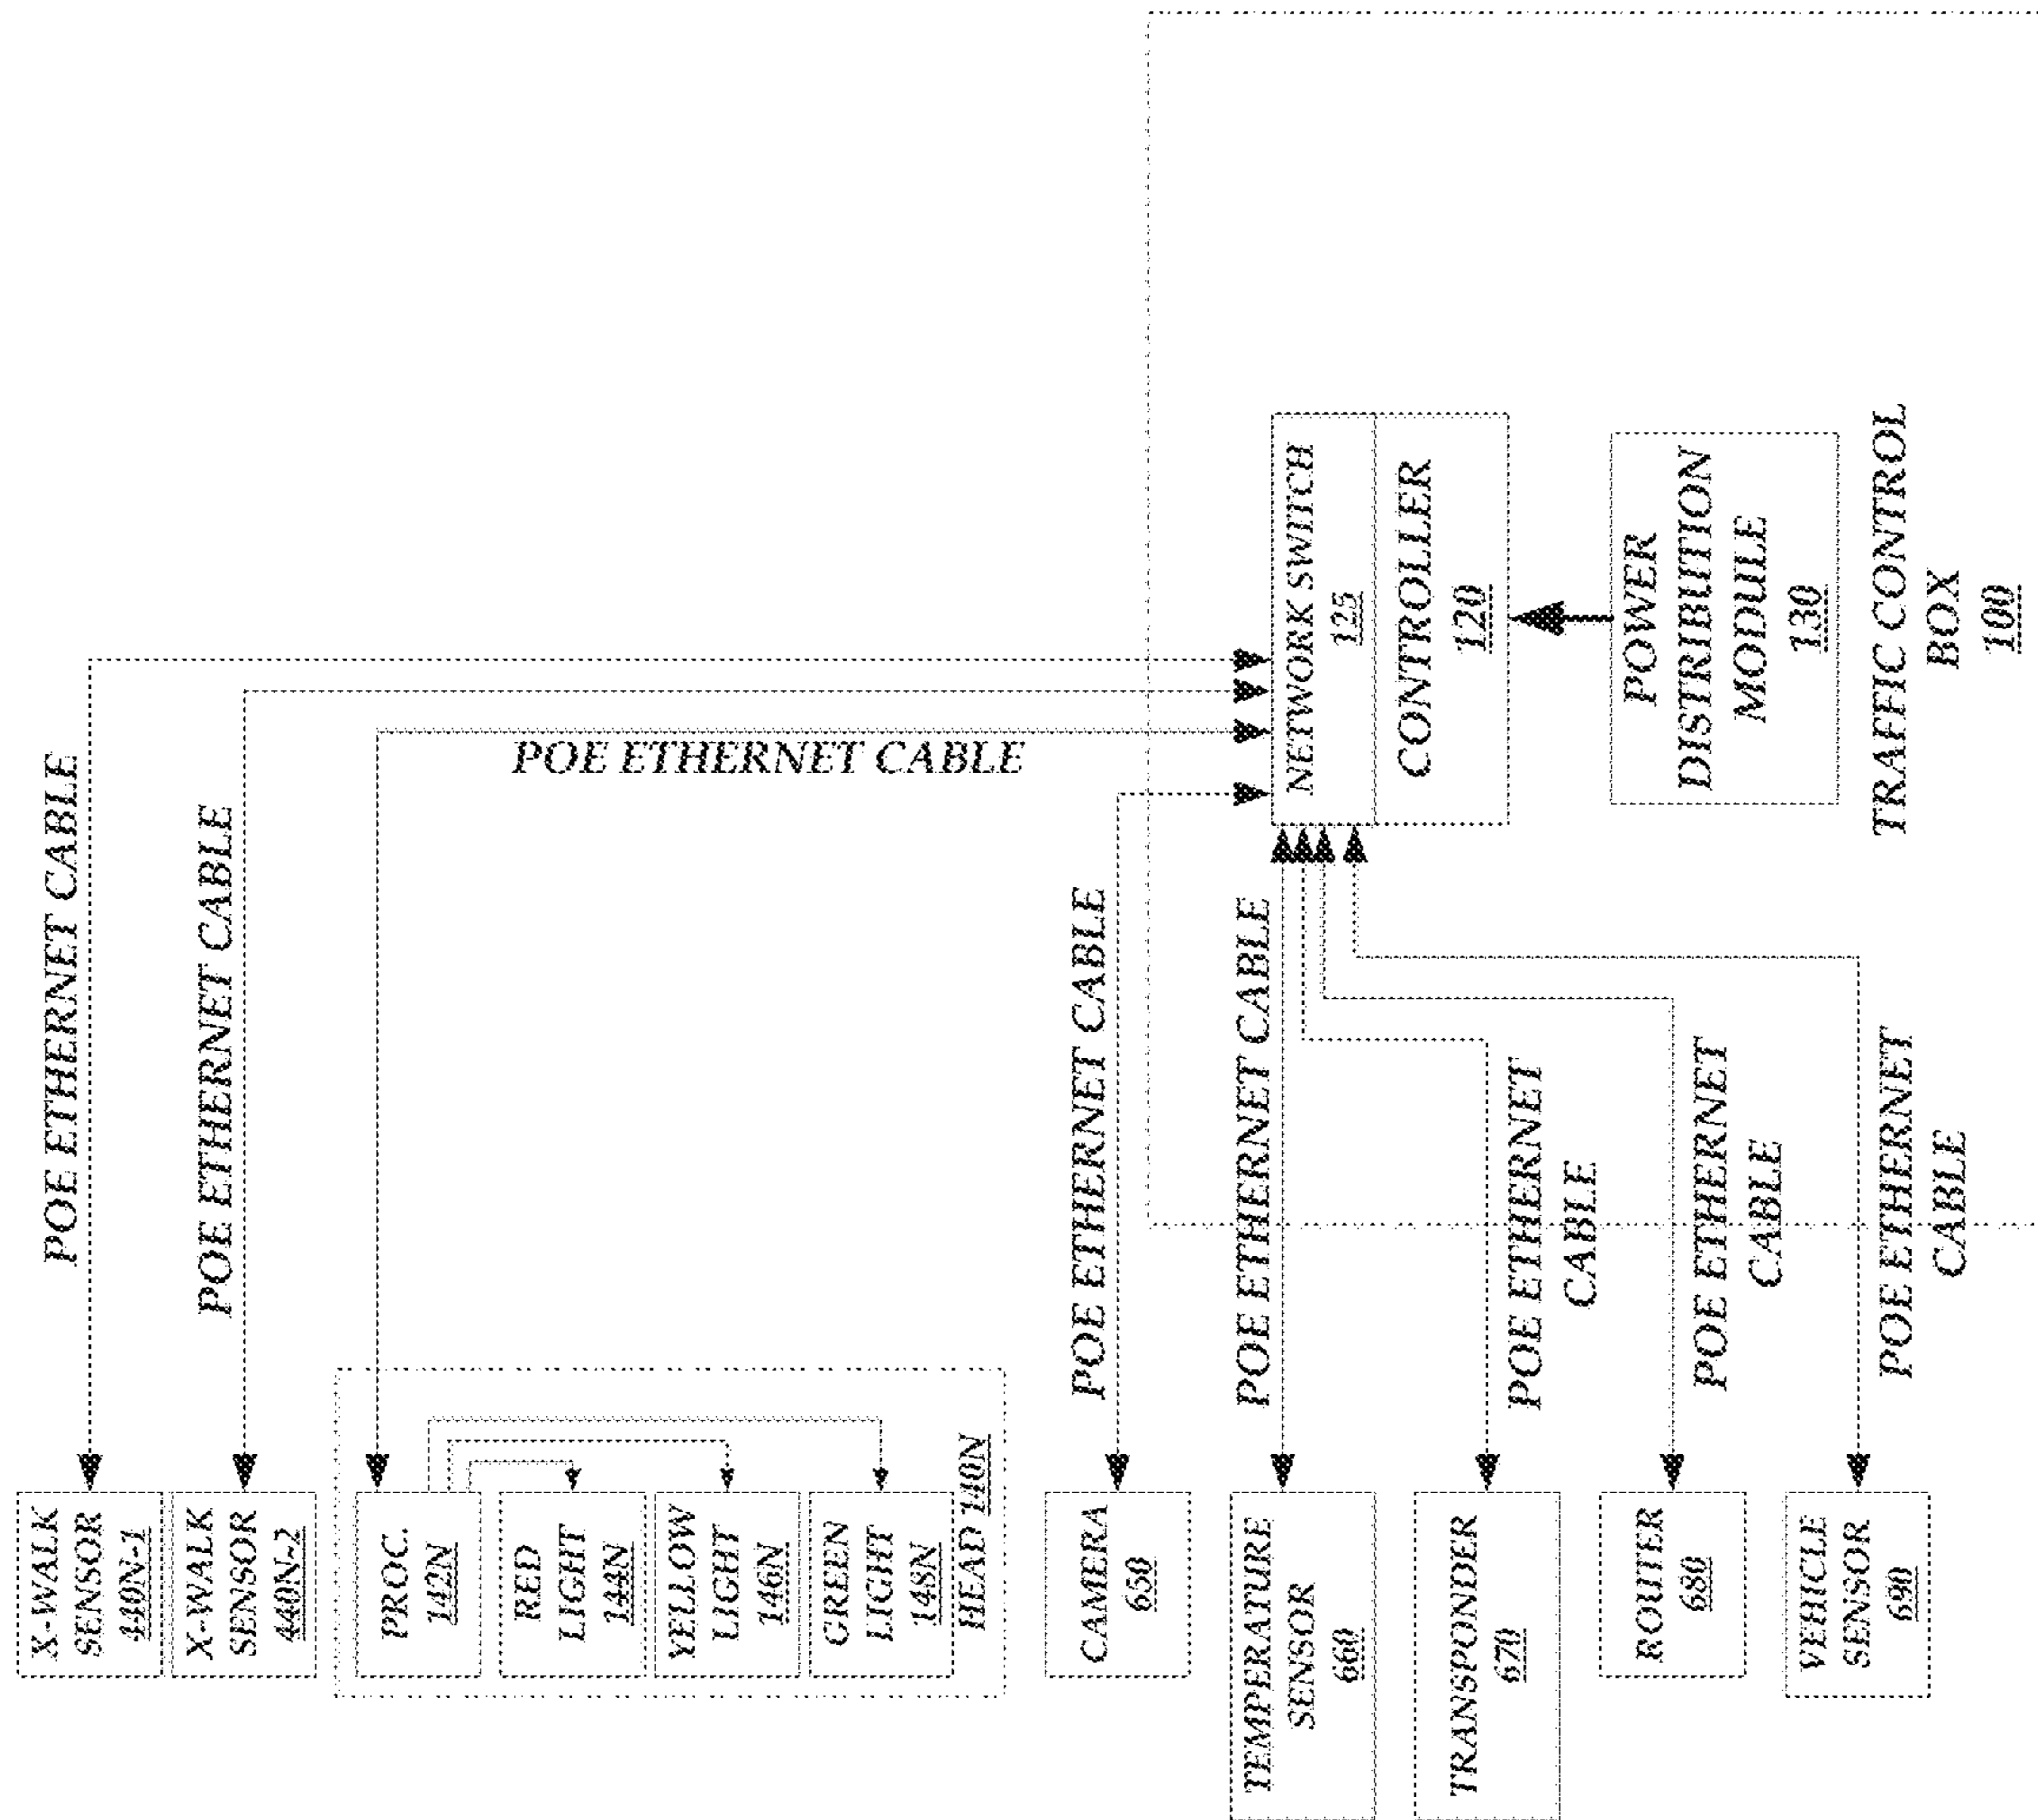 X-WALK
SENSOR
440N-1
X-WALK
SENSOR
440N-2
PROC.
142N
RED
LIGHT
144N
YELLOW
LIGHT
146N
GREEN
LIGHT
148N
HEAD 140N
CAMERA
650
TEMPERATURE
SENSOR
660
TRANSPONDER
670
ROUTER
680
VEHICLE
SENSOR
690
POE ETHERNET CABLE
POE ETHERNET CABLE
POE ETHERNET CABLE
POE ETHERNET CABLE
POE ETHERNET CABLE
POE ETHERNET
CABLE
POE ETHERNET
CABLE
POE ETHERNET
CABLE
NETWORK SWITCH
125
CONTROLLER
120
POWER
DISTRIBUTION
MODULE
130
TRAFFIC CONTROL
BOX
100